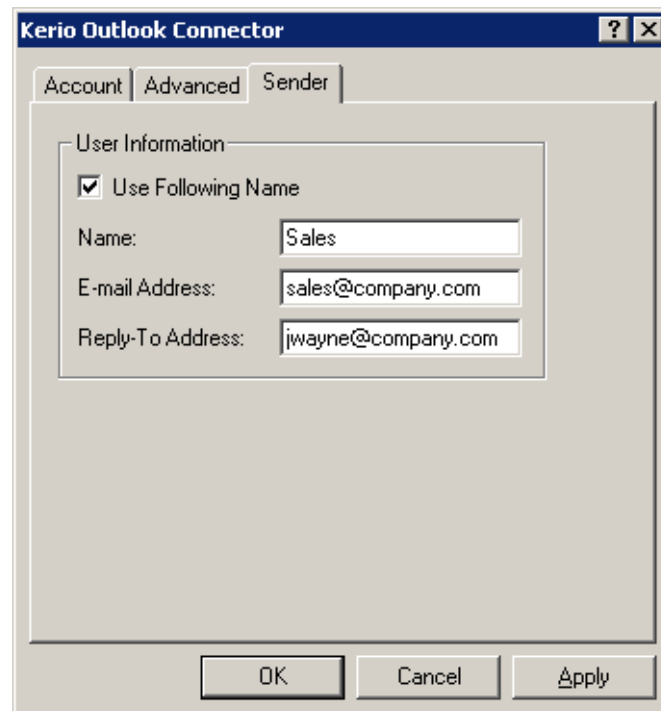 Kerio Outlook Connector ? X
Account Advanced Sender
User Information
Use Following Name
Name: Sales
E-mail Address: sales@company.com
Reply-To Address: jwayne@company.com
OK Cancel Apply